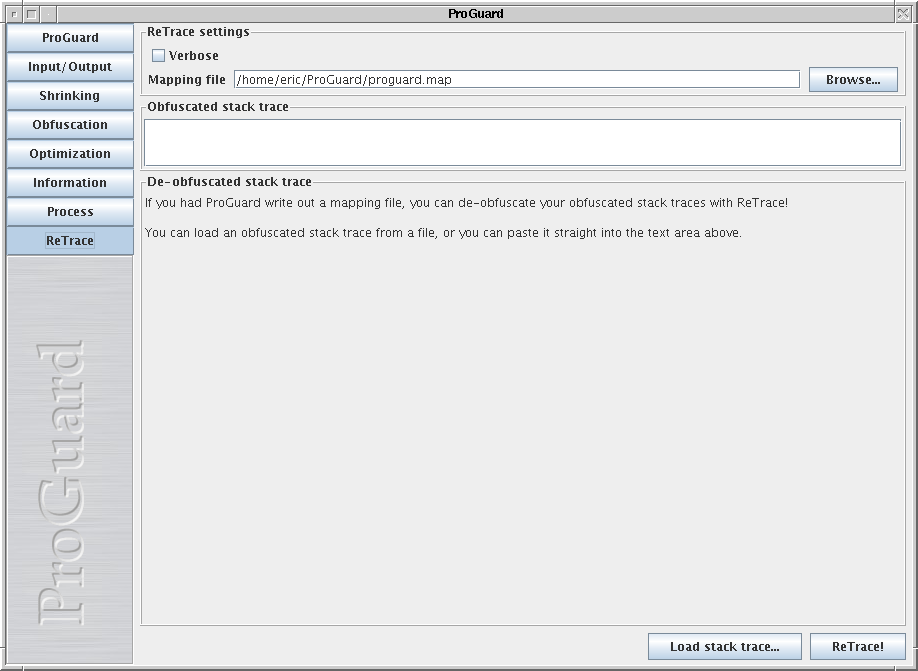 ProGuard
ProGuard
Input/Output
Shrinking
Obfuscation
Optimization
Information
Process
ReTrace
ProGuard
ReTrace settings
Verbose
Mapping file /home/eric/ProGuard/proguard.map Browse...
Obfuscated stack trace
De-obfuscated stack trace
If you had ProGuard write out a mapping file, you can de-obfuscate your obfuscated stack traces with ReTrace!
You can load an obfuscated stack trace from a file, or you can paste it straight into the text area above.
Load stack trace... ReTrace!